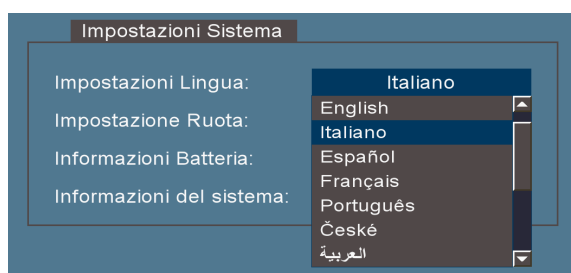 Impostazioni Sistema
Impostazioni Lingua:
Italiano
Impostazione Ruota:
Informazioni Batteria:
Informazioni del sistema:
English
Italiano
Español
Français
Português
České
العربية